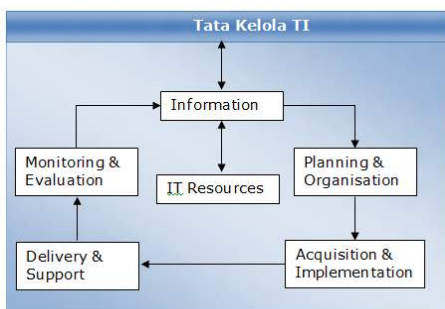 Tata Kelola TI
Information
Monitoring &
Evaluation
IT Resources
Planning &
Organisation
Delivery &
Support
Acquisition &
Implementation